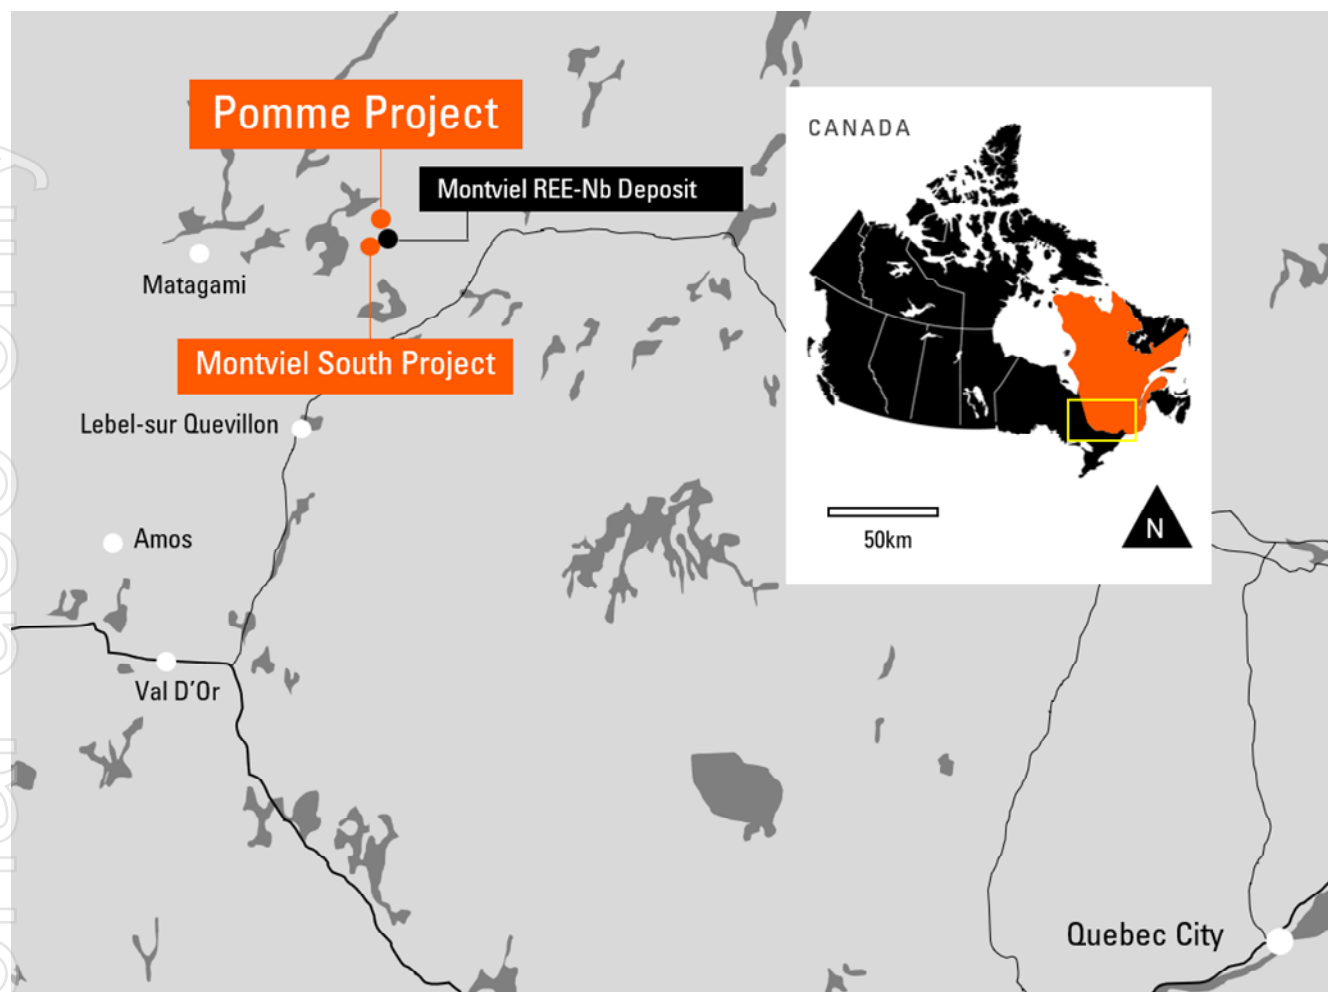 Pomme Project
CANADA
Montviel REE-Nb Deposit
Matagami
Montviel South Project
Lebel-sur Quevillon
Amos
50km
N
Val D'Or
Quebec City